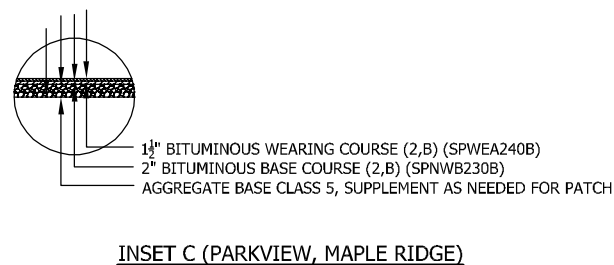 1½" BITUMINOUS WEARING COURSE (2,B) (SPWEA240B)
2" BITUMINOUS BASE COURSE (2,B) (SPNWB230B)
AGGREGATE BASE CLASS 5, SUPPLEMENT AS NEEDED FOR PATCH
INSET C (PARKVIEW, MAPLE RIDGE)